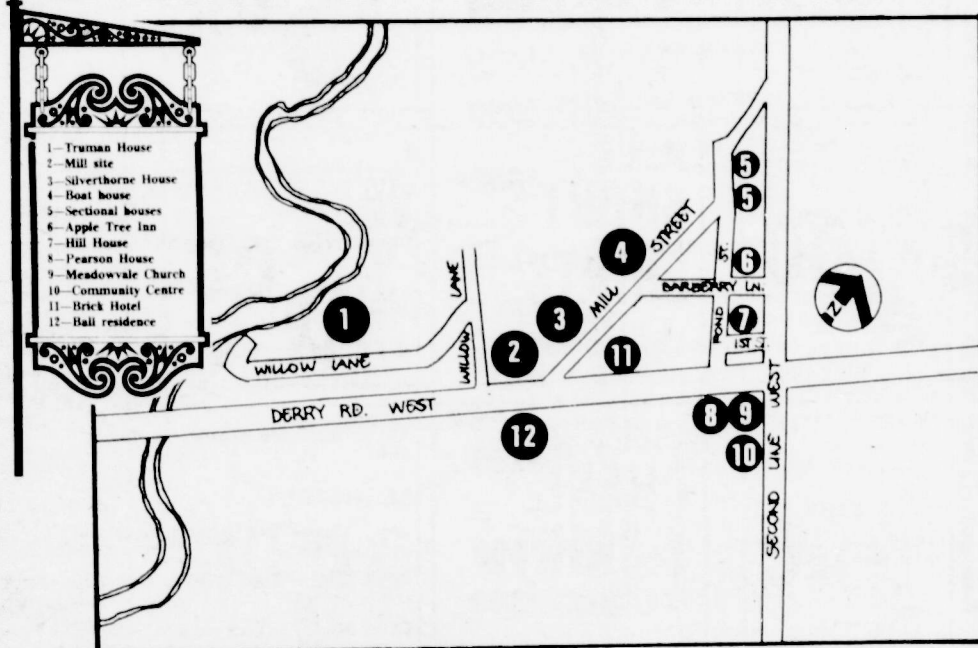 1—Truman House
2—Mill site
3—Silverthorne House
4—Boat house
5—Sectional houses
6—Apple Tree Inn
7—Hill House
8—Pearson House
9—Meadowvale Church
10—Community Centre
11—Brick Hotel
12—Ball residence
5
5
4
MILL STREET
6
POND ST.
BARBERRY LN.
N
WILLOW LANE
1
3
7
1ST ST.
2
11
WILLOW LANE
DERRY RD. WEST
8
9
12
10
SECOND LINE WEST